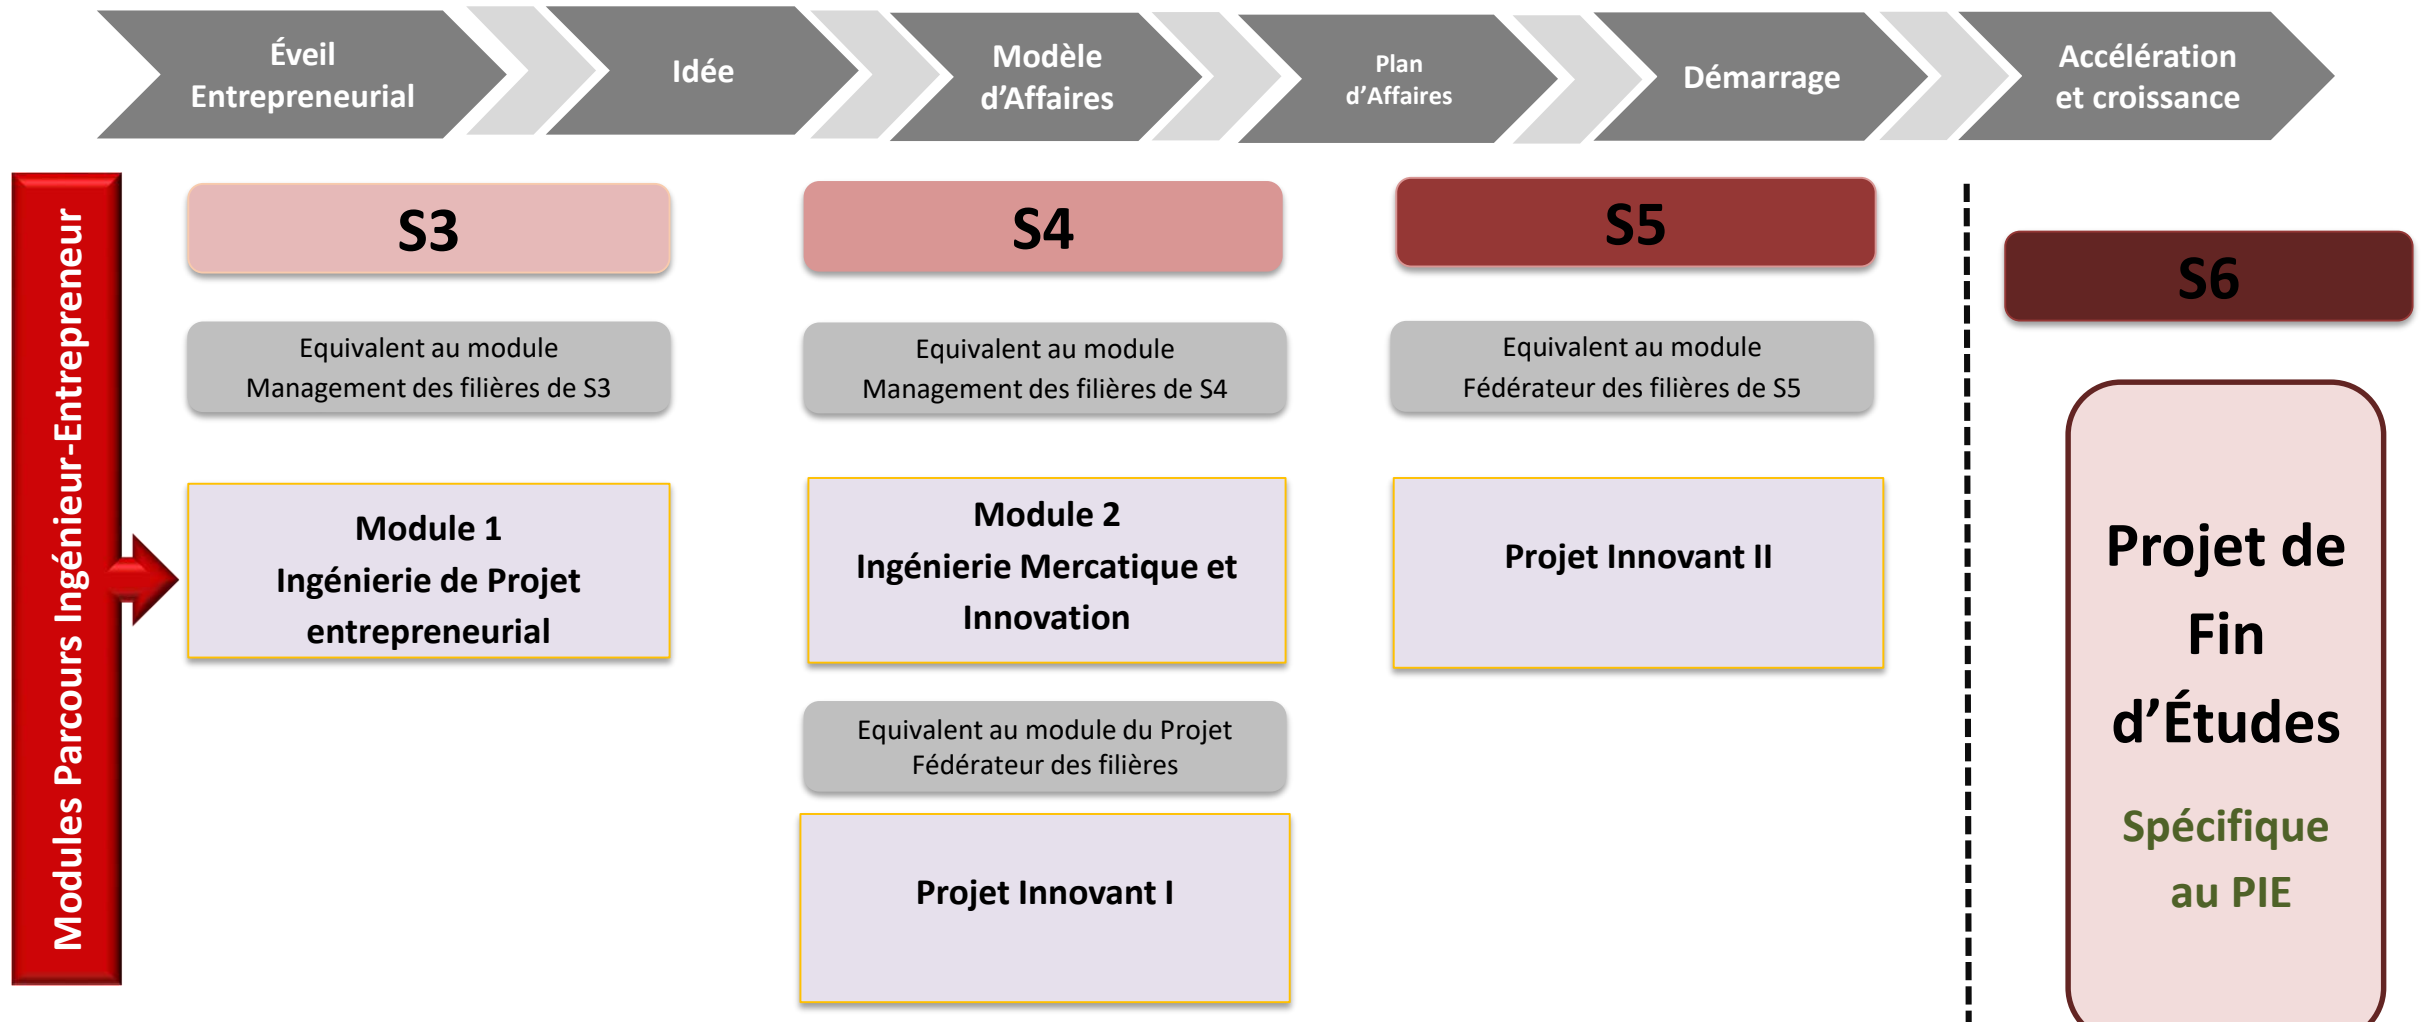 Éveil
Entrepreneurial
Idée
Modèle
d’Affaires
Plan
d’Affaires
Démarrage
Accélération
et croissance
Modules Parcours Ingénieur-Entrepreneur
S3
Equivalent au module
Management des filières de S3
Module 1
Ingénierie de Projet
entrepreneurial
S4
Equivalent au module
Management des filières de S4
Module 2
Ingénierie Mercatique et
Innovation
Equivalent au module du Projet
Fédérateur des filières
Projet Innovant I
S5
Equivalent au module
Fédérateur des filières de S5
Projet Innovant II
S6
Projet de
Fin
d’Études
Spécifique
au PIE